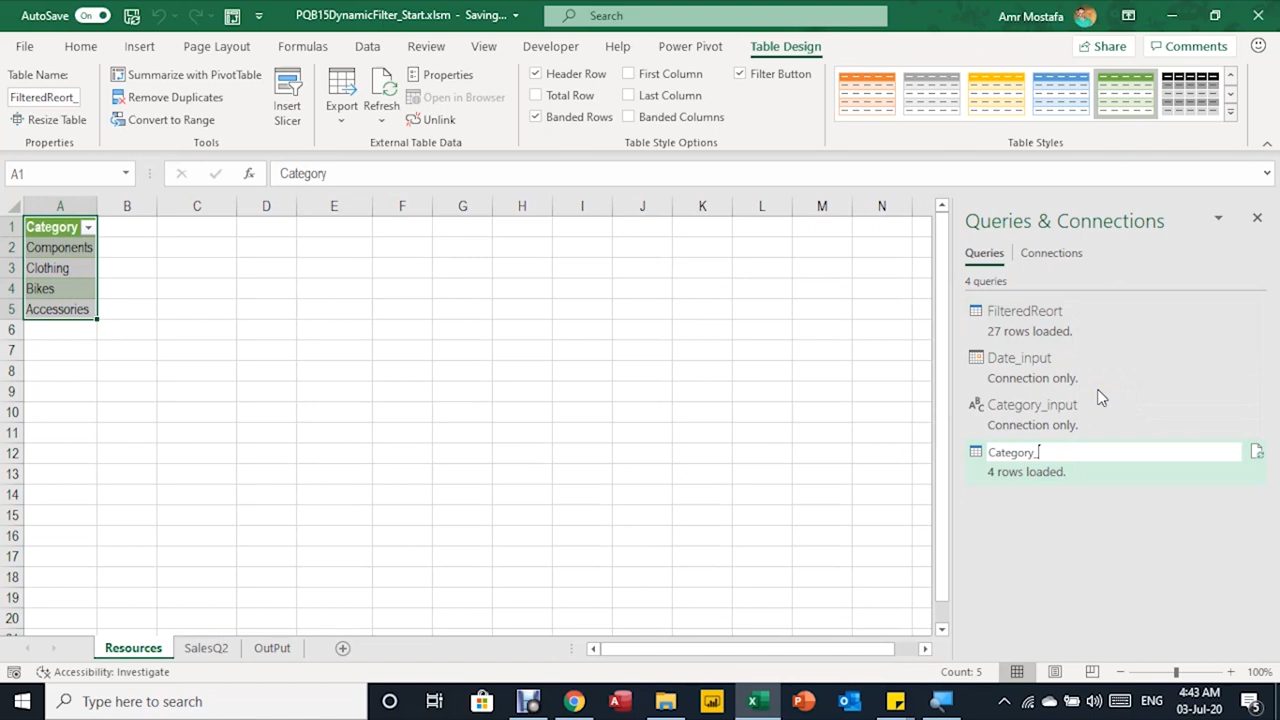 AutoSave On PQB15DynamicFilter_Start.xlsm - Saving... Search Amr Mostafa
File Home Insert Page Layout Formulas Data Review View Developer Help Power Pivot Table Design Share Comments
Table Name:
FilteredReort_
Resize Table
Properties
Summarize with PivotTable
Remove Duplicates
Convert to Range
Tools
Insert Slicer
Export
Refresh
Properties
Open in Browser
Unlink
External Table Data
Header Row First Column Filter Button
Total Row Last Column
Banded Rows Banded Columns
Table Style Options
Table Styles
A1 fx Category
A B C D E F G H I J K L M N
1 Category
2 Components
3 Clothing
4 Bikes
5 Accessories
6
7
8
9
10
11
12
13
14
15
16
17
18
19
20
Queries & Connections
Queries Connections
4 queries
FilteredReort
27 rows loaded.
Date_input
Connection only.
ABC Category_input
Connection only.
Category_
4 rows loaded.
Resources SalesQ2 OutPut
Accessibility: Investigate Count: 5 100%
Type here to search ENG 4:43 AM
03-Jul-20 5